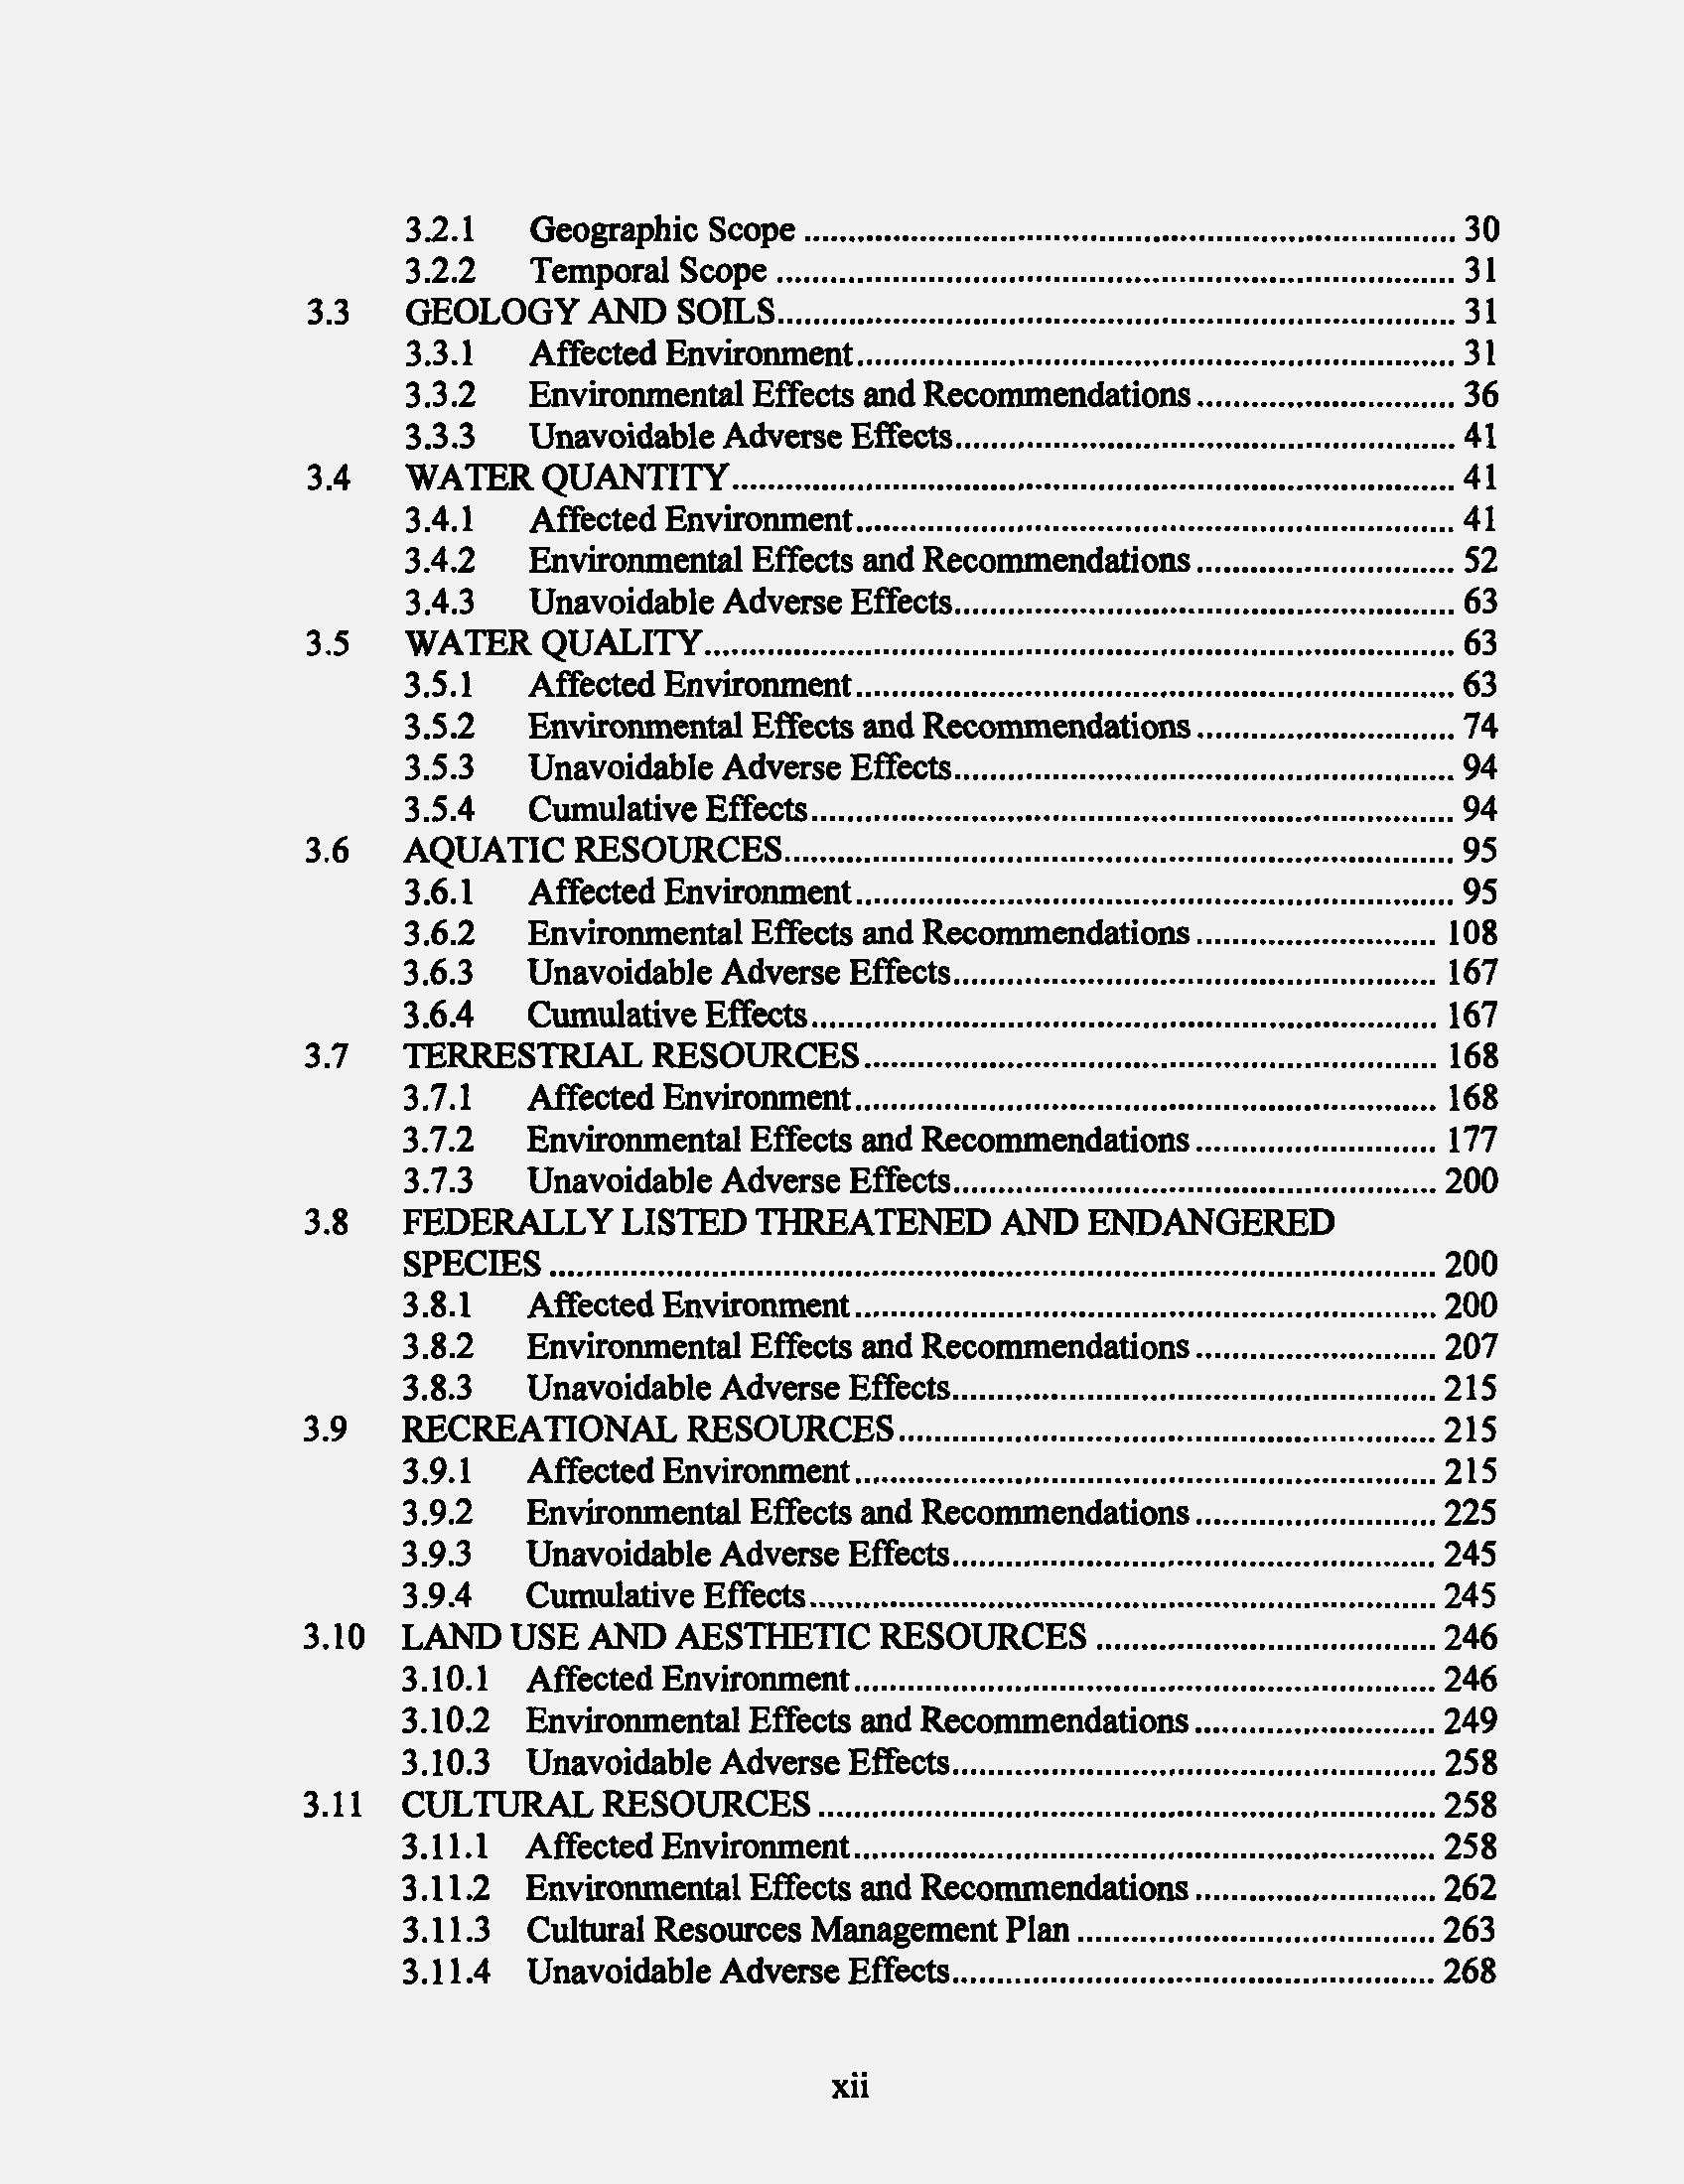 3.2.1 Geographic Scope ........ 30
3.2.2 Temporal Scope ........ 31
3.3 GEOLOGY AND SOILS........ 31
3.3.1 Affected Environment........ 31
3.3.2 Environmental Effects and Recommendations ........ 36
3.3.3 Unavoidable Adverse Effects........ 41
3.4 WATER QUANTITY........ 41
3.4.1 Affected Environment........ 41
3.4.2 Environmental Effects and Recommendations ........ 52
3.4.3 Unavoidable Adverse Effects........ 63
3.5 WATER QUALITY........ 63
3.5.1 Affected Environment........ 63
3.5.2 Environmental Effects and Recommendations ........ 74
3.5.3 Unavoidable Adverse Effects........ 94
3.5.4 Cumulative Effects........ 94
3.6 AQUATIC RESOURCES........ 95
3.6.1 Affected Environment........ 95
3.6.2 Environmental Effects and Recommendations ........ 108
3.6.3 Unavoidable Adverse Effects........ 167
3.6.4 Cumulative Effects........ 167
3.7 TERRESTRIAL RESOURCES........ 168
3.7.1 Affected Environment........ 168
3.7.2 Environmental Effects and Recommendations ........ 177
3.7.3 Unavoidable Adverse Effects........ 200
3.8 FEDERALLY LISTED THREATENED AND ENDANGERED
SPECIES ........ 200
3.8.1 Affected Environment........ 200
3.8.2 Environmental Effects and Recommendations ........ 207
3.8.3 Unavoidable Adverse Effects........ 215
3.9 RECREATIONAL RESOURCES........ 215
3.9.1 Affected Environment........ 215
3.9.2 Environmental Effects and Recommendations ........ 225
3.9.3 Unavoidable Adverse Effects........ 245
3.9.4 Cumulative Effects........ 245
3.10 LAND USE AND AESTHETIC RESOURCES ........ 246
3.10.1 Affected Environment........ 246
3.10.2 Environmental Effects and Recommendations ........ 249
3.10.3 Unavoidable Adverse Effects........ 258
3.11 CULTURAL RESOURCES ........ 258
3.11.1 Affected Environment........ 258
3.11.2 Environmental Effects and Recommendations ........ 262
3.11.3 Cultural Resources Management Plan ........ 263
3.11.4 Unavoidable Adverse Effects........ 268
xii